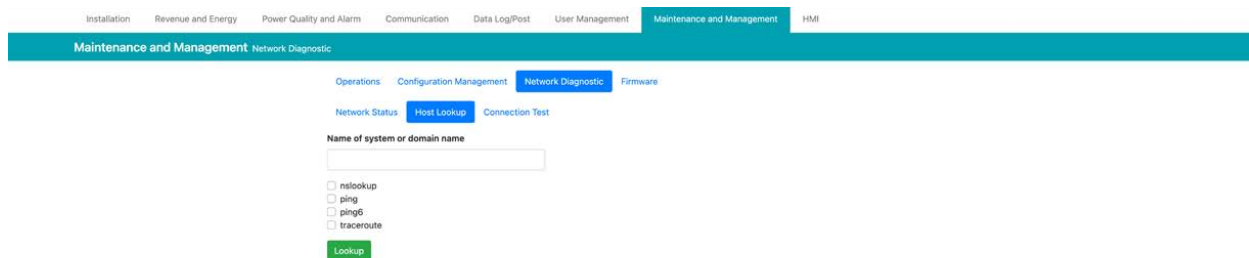 Installation Revenue and Energy Power Quality and Alarm Communication Data Log/Post User Management Maintenance and Management HMI
Maintenance and Management Network Diagnostic
Operations Configuration Management Network Diagnostic Firmware
Network Status Host Lookup Connection Test
Name of system or domain name
nslookup
ping
ping6
traceroute
Lookup